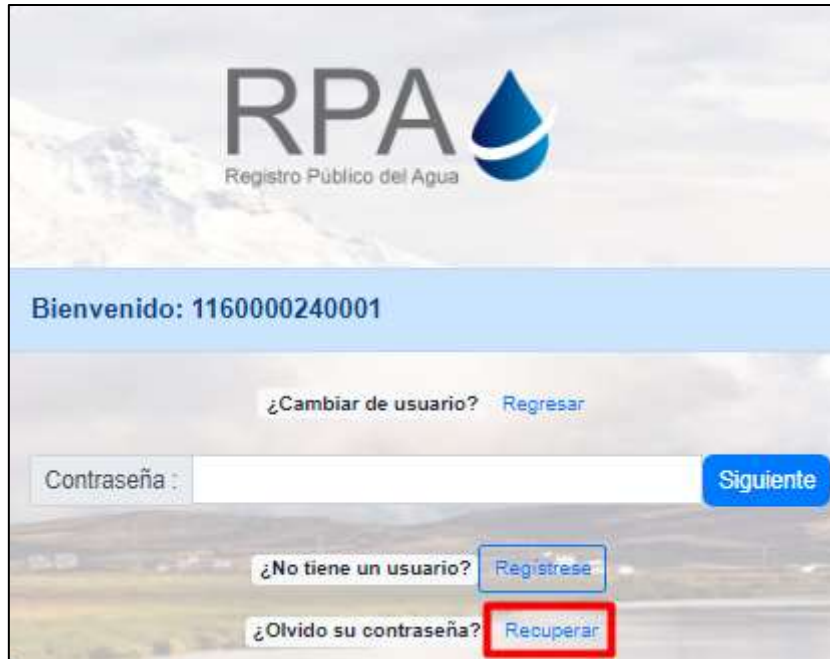 RPA
Registro Público del Agua
Bienvenido: 1160000240001
¿Cambiar de usuario? Regresar
Contraseña : Siguiente
¿No tiene un usuario? Regístrese
¿Olvido su contraseña? Recuperar